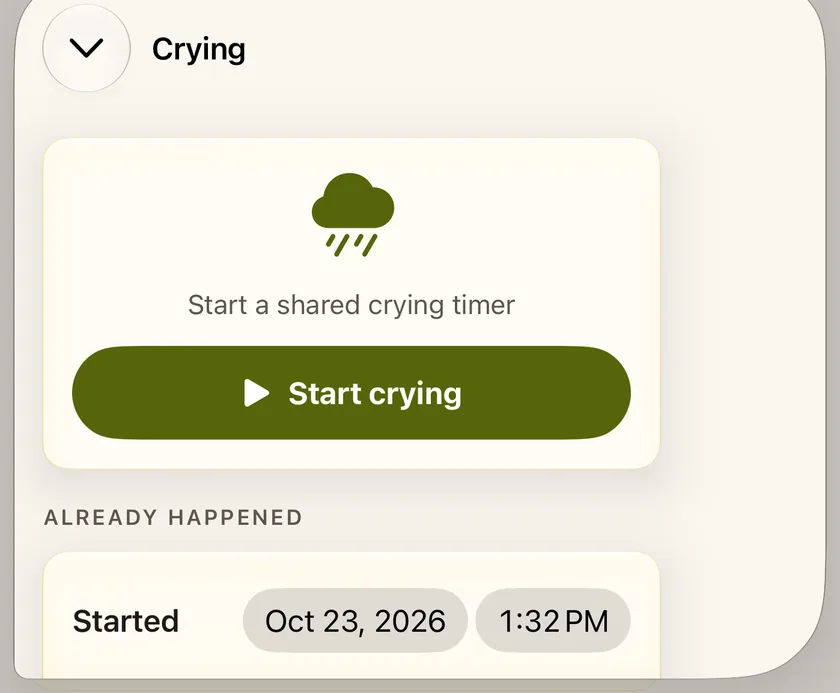 Crying
Start a shared crying timer
Start crying
ALREADY HAPPENED
Started Oct 23, 2026 1:32 PM